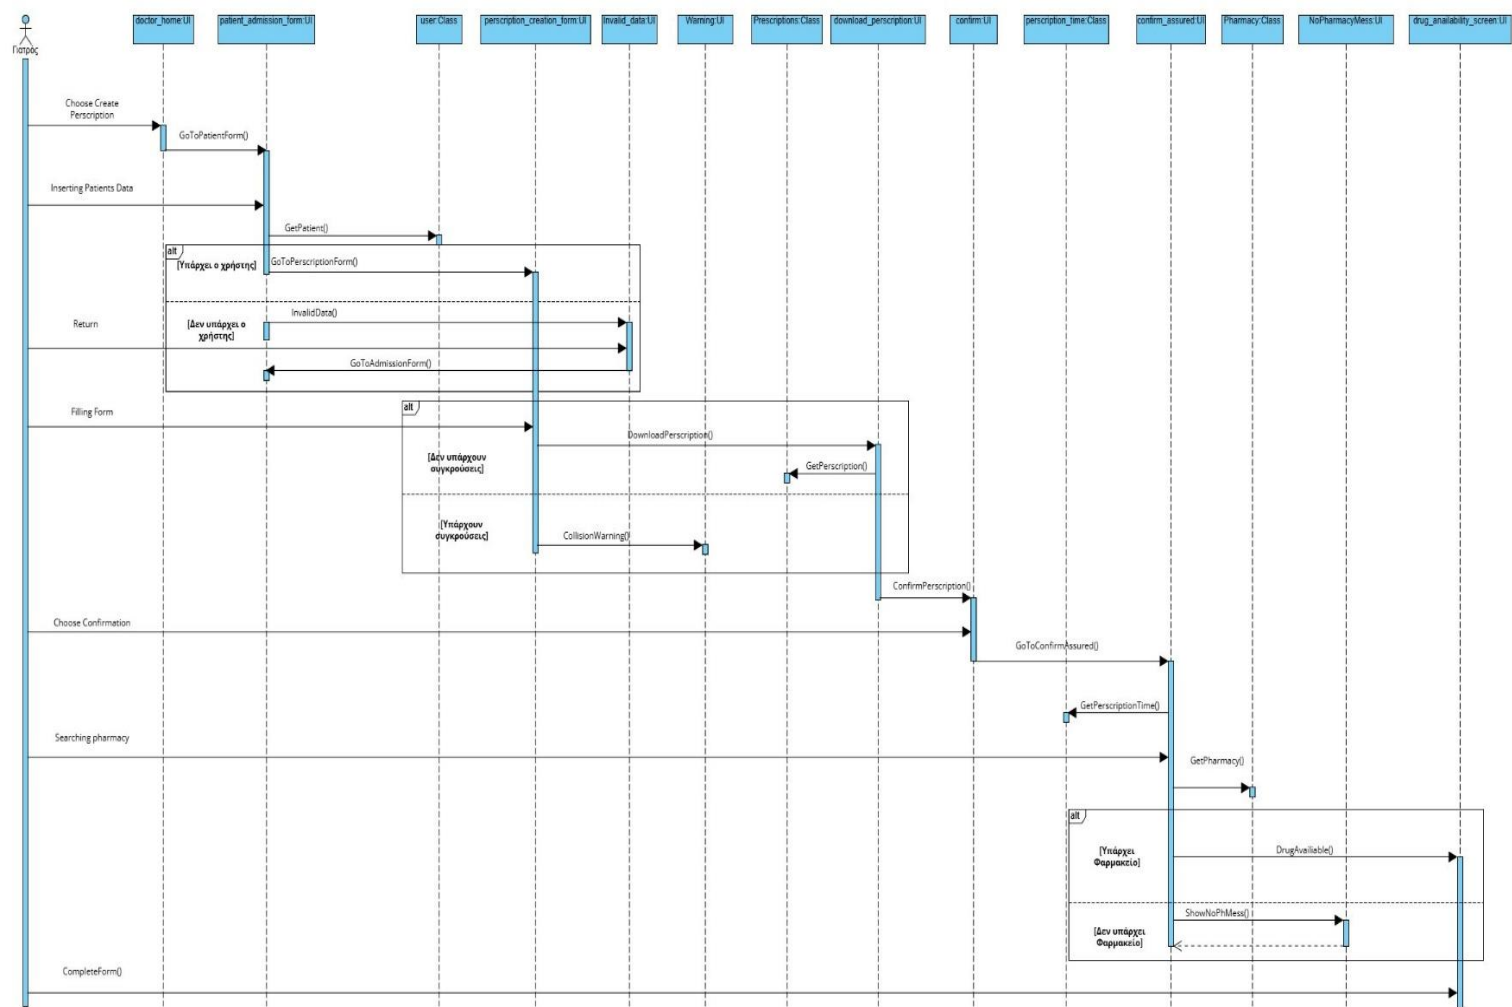 doctor_home:UI
patient_admission_form:UI
user:Class
perscription_creation_form:UI
Invalid_data:UI
Warning:UI
Prescriptions:Class
download_perscription:UI
confirm:UI
perscription_time:Class
confirm_assured:UI
Pharmacy:Class
NoPharmacyMess:UI
drug_anailability_screen:UI
Γιατρός
Choose Create
Perscription
GoToPatientForm()
Inserting Patients Data
GetPatient()
alt
[Υπάρχει ο χρήστης]
GoToPerscriptionForm()
InvalidData()
Return
[Δεν υπάρχει ο
χρήστης]
GoToAdmissionForm()
alt
Filling Form
DownloadPerscription()
[Δεν υπάρχουν
συγκρούσεις]
GetPerscription()
[Υπάρχουν
συγκρούσεις]
CollisionWarning()
ConfirmPerscription()
Choose Confirmation
GoToConfirmAssured()
GetPerscriptionTime()
Searching pharmacy
GetPharmacy()
alt
[Υπάρχει
Φαρμακείο]
DrugAvailiable()
ShowNoPhMess()
[Δεν υπάρχει
Φαρμακείο]
CompleteForm()